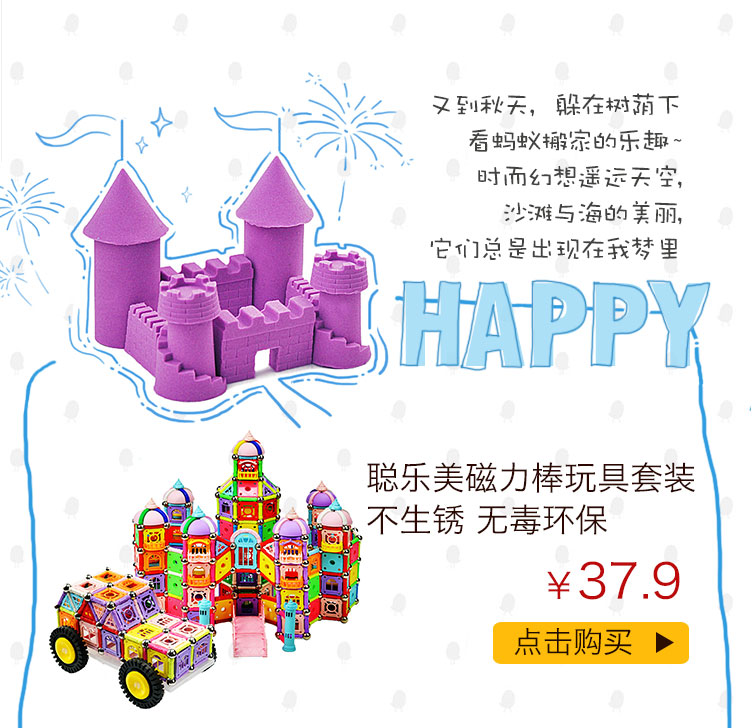 又到秋天，躲在树荫下
看蚂蚁搬家的乐趣~
时而幻想遥远天空,
沙滩与海的美丽,
它们总是出现在我梦里
HAPPY
聪乐美磁力棒玩具套装
不生锈 无毒环保
￥37.9
点击购买 ▶